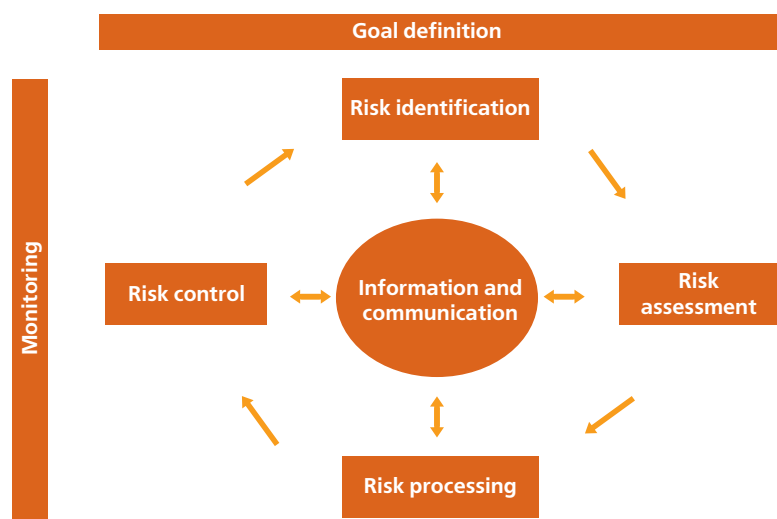 Goal definition
Risk identification
Monitoring
Risk control
Information and
communication
Risk
assessment
Risk processing